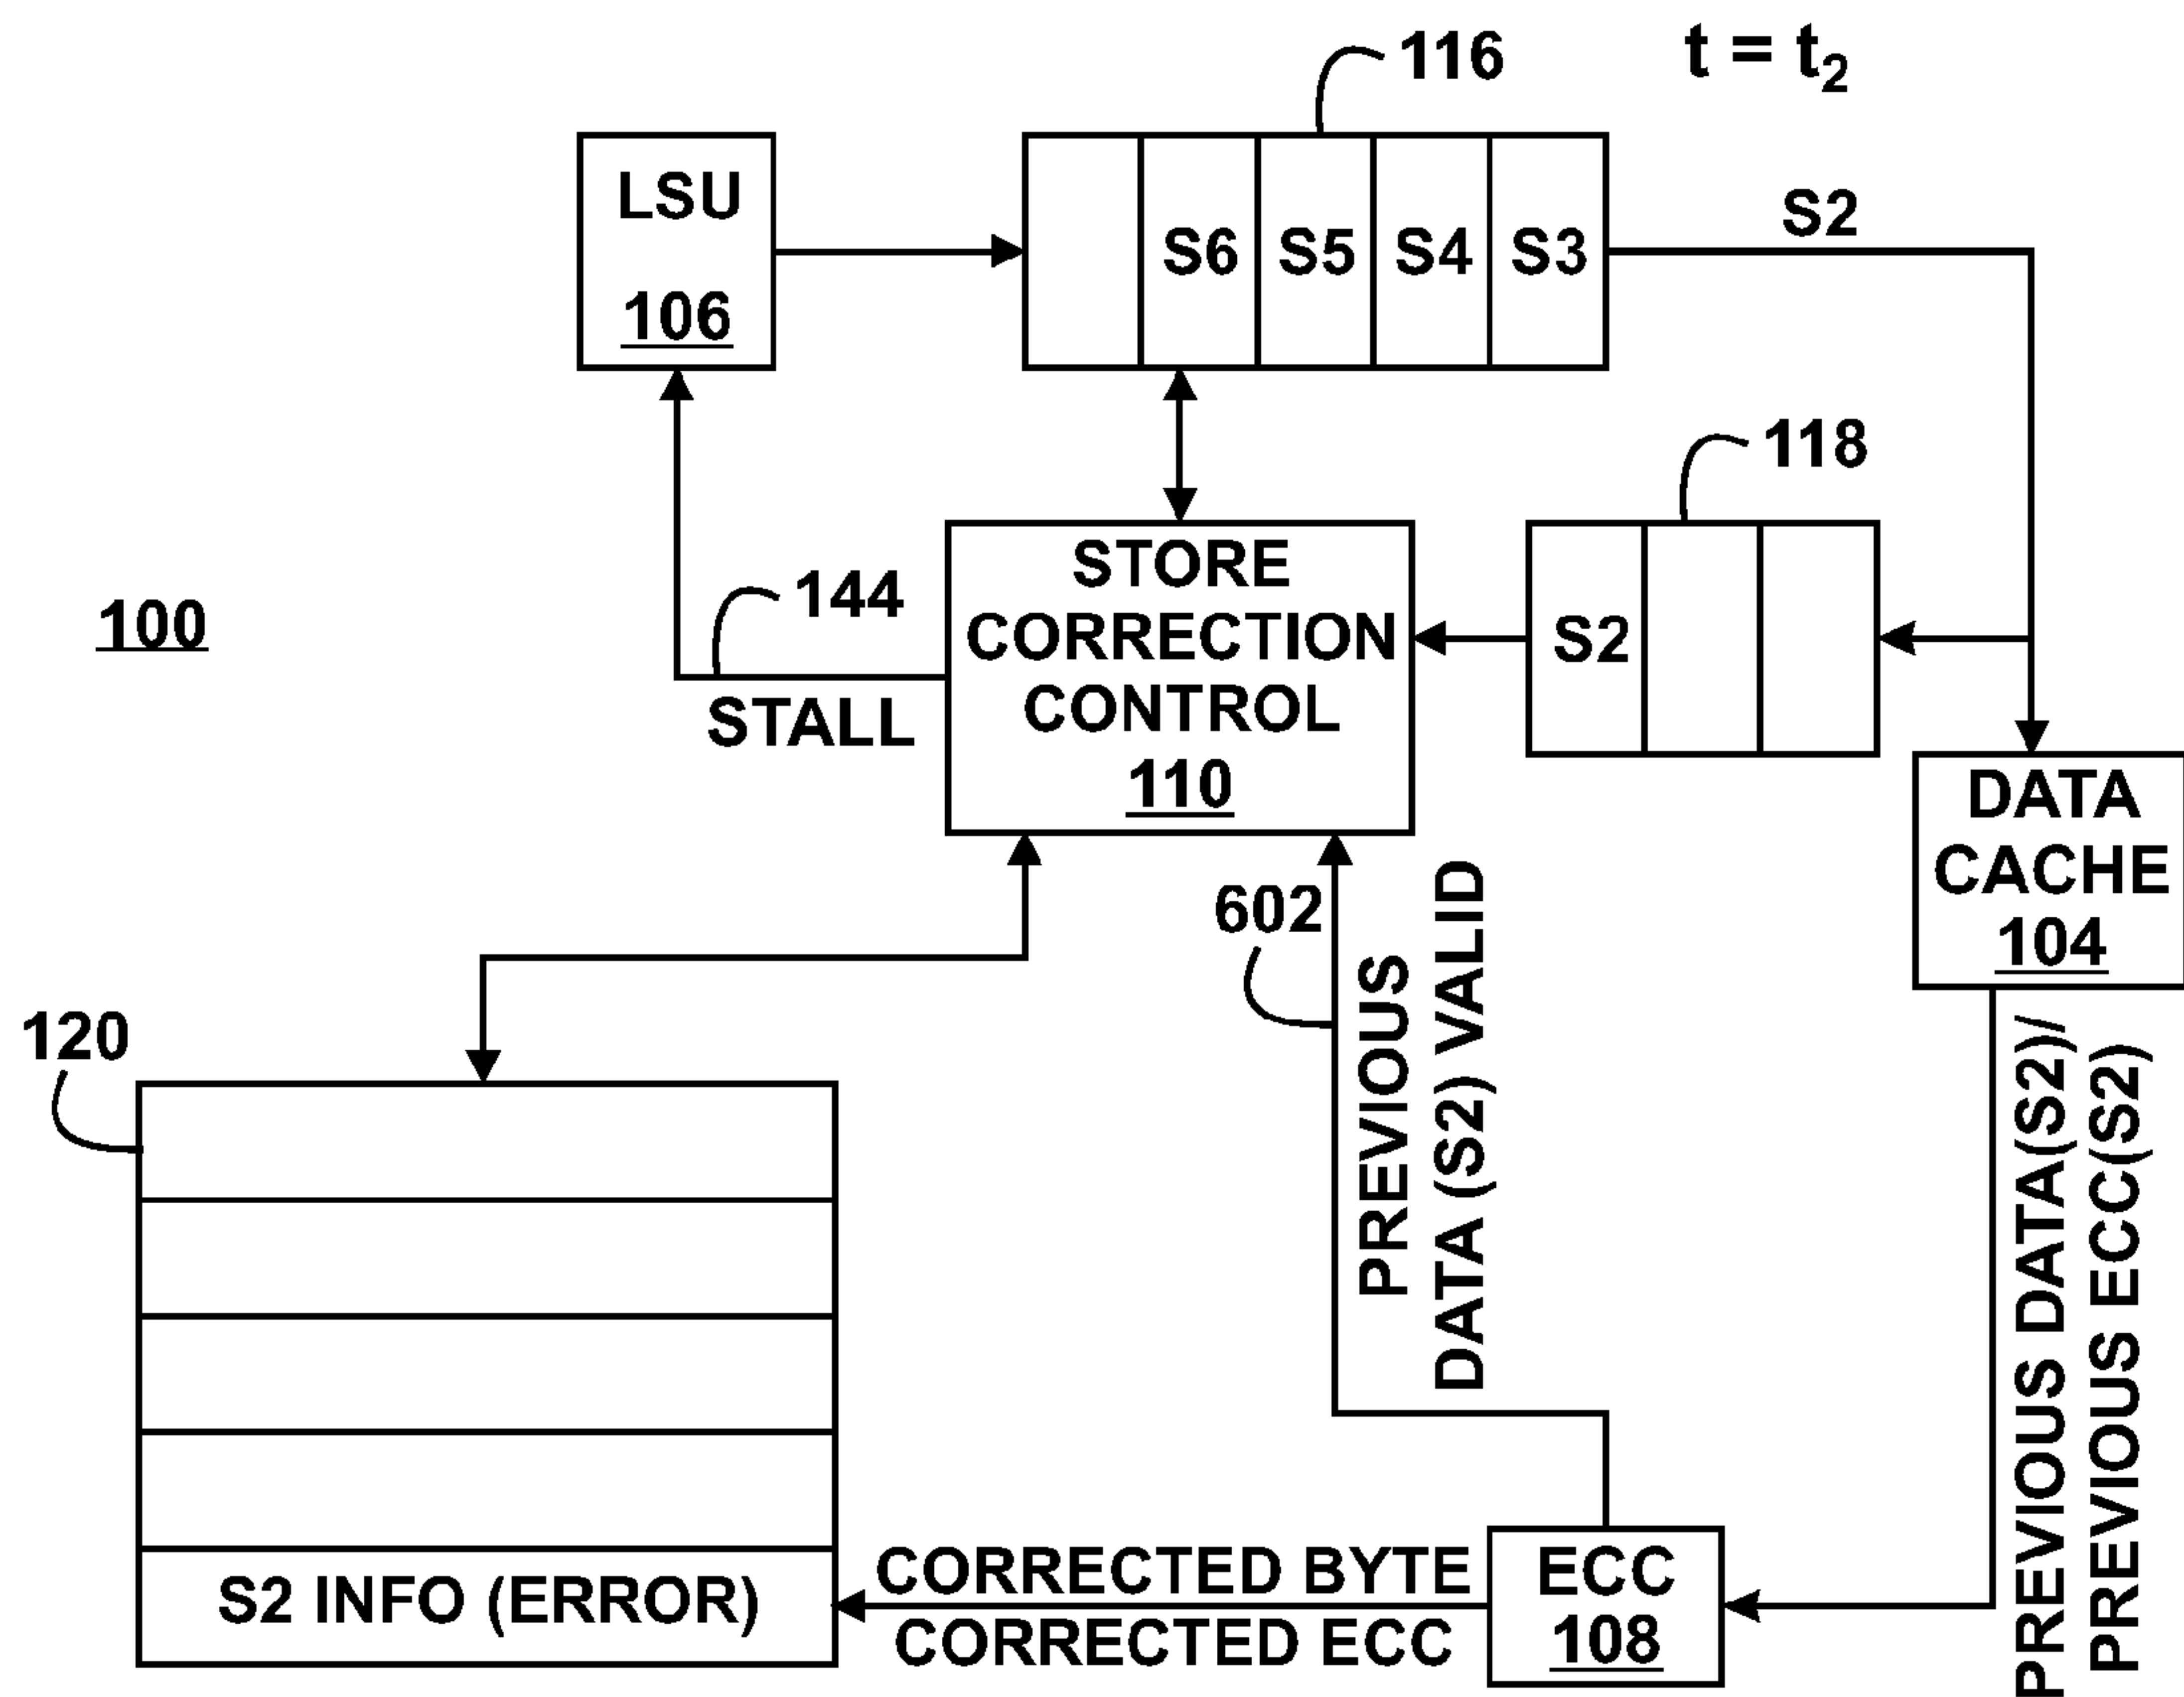 116
t = t2
LSU
106
S6
S5
S4
S3
S2
118
144
STORE
CORRECTION
CONTROL
110
S2
100
STALL
DATA
CACHE
104
602
PREVIOUS
DATA (S2) VALID
PREVIOUS DATA(S2)/
PREVIOUS ECC(S2)
120
S2 INFO (ERROR)
CORRECTED BYTE
CORRECTED ECC
ECC
108